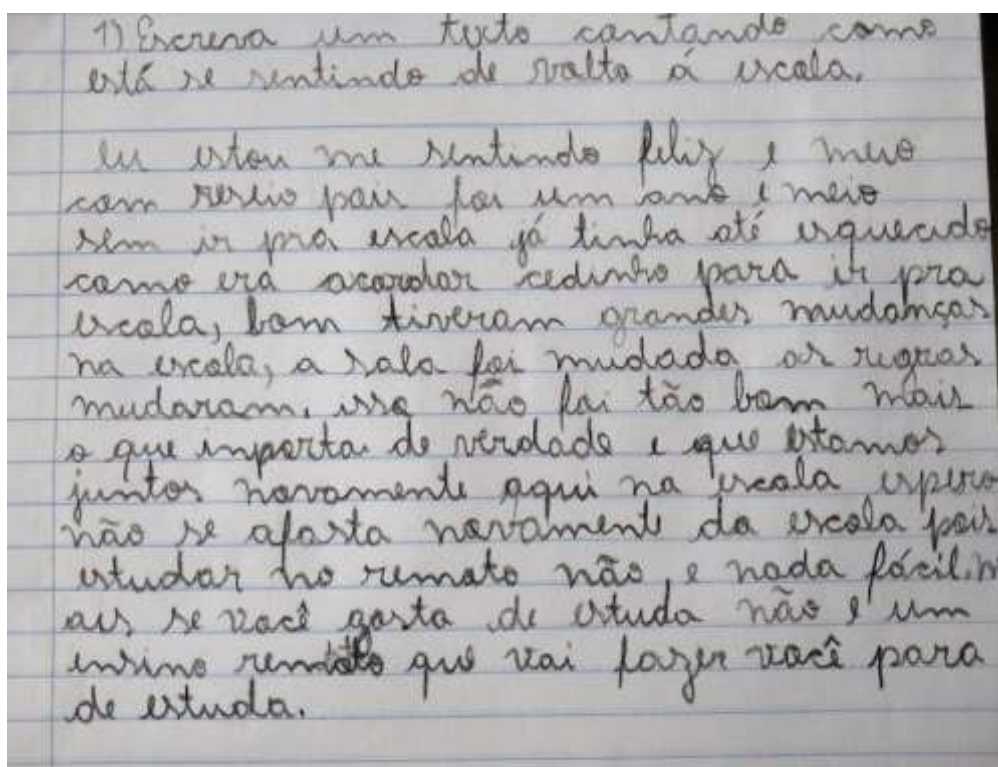 1) Escreva um texto contando como
está se sentindo de volta á escola.
Eu estou me sentindo feliz e meio
com reseio pois foi um ano e meio
sem ir pra escola já tinha até esquecido
como era acordar cedinho para ir pra
escola, bom tiveram grandes mudanças
na escola, a sala foi mudada as regras
mudaram. isso não foi tão bom mais
o que inporta de verdade e que estamos
juntos novamente aqui na escola espero
não se afasta novamente da escola pois
estudar no remoto não, e nada fácil. m
ais se você gosta de estuda não e um
ensino remoto que vai fazer você para
de estuda.